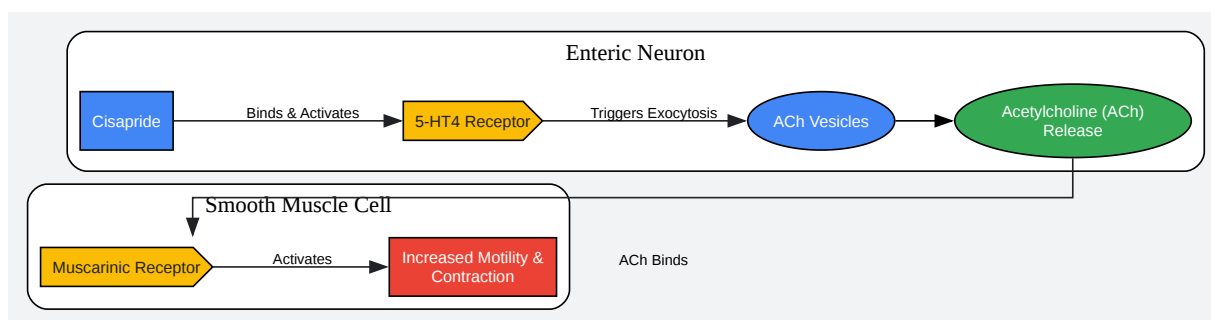 Enteric Neuron
Cisapride
Binds & Activates
5-HT4 Receptor
Triggers Exocytosis
ACh Vesicles
Acetylcholine (ACh)
Release
Smooth Muscle Cell
Muscarinic Receptor
Activates
Increased Motility &
Contraction
ACh Binds